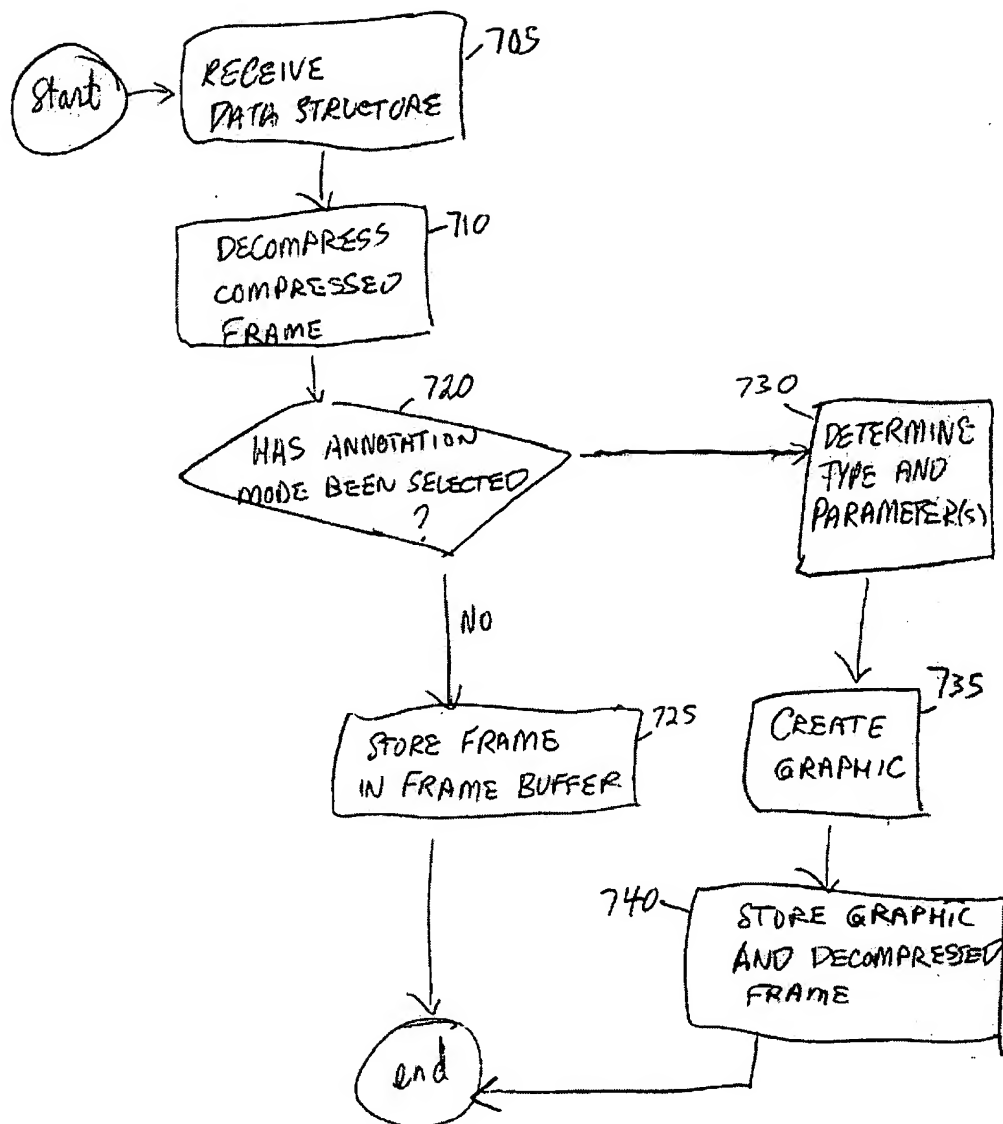 Start
RECEIVE
DATA STRUCTURE
705
DECOMPRESS
COMPRESSED
FRAME
710
HAS ANNOTATION
MODE BEEN SELECTED
?
720
730
DETERMINE
TYPE AND
PARAMETER(S)
NO
STORE FRAME
IN FRAME BUFFER
725
CREATE
GRAPHIC
735
740
STORE GRAPHIC
AND DECOMPRESSED
FRAME
end